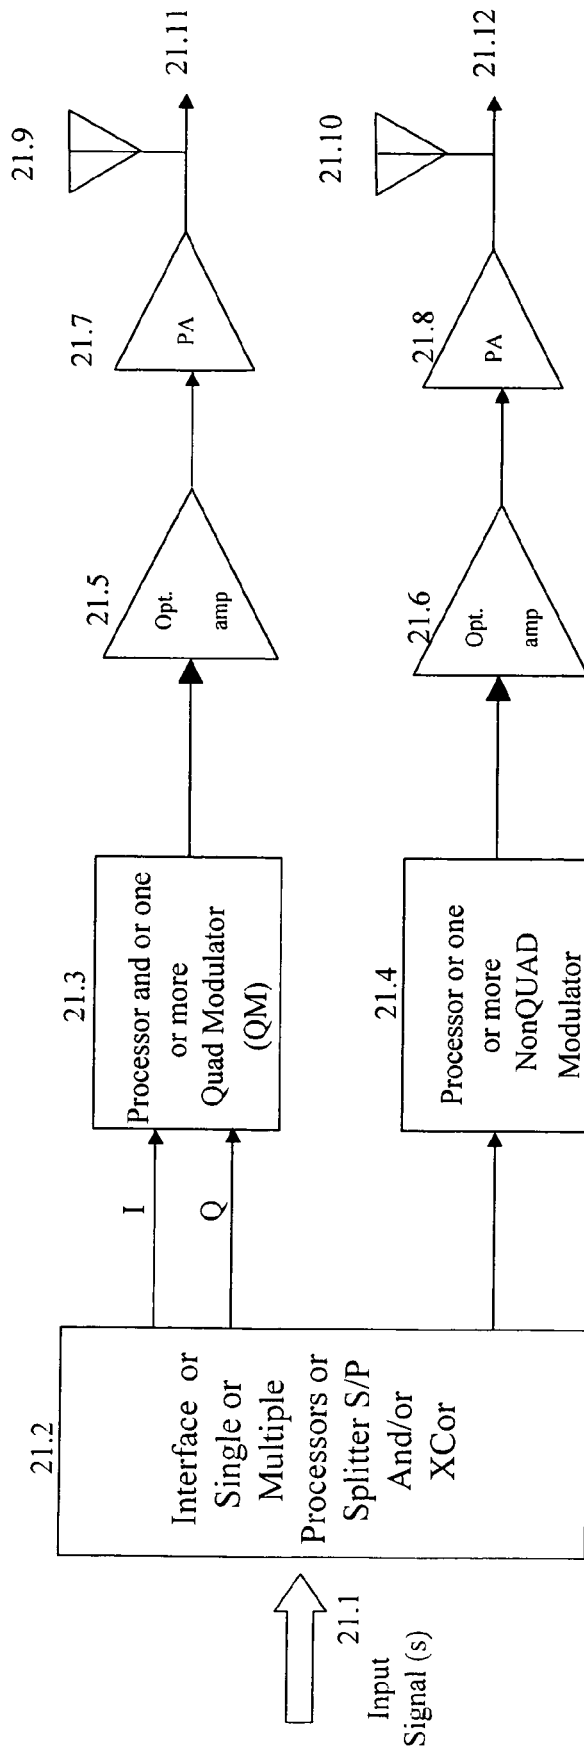 21.1
Input
Signal (s)
21.2
Interface or
Single or
Multiple
Processors or
Splitter S/P
And/or
XCor
I
Q
21.3
Processor and or one
or more
Quad Modulator
(QM)
21.5
Opt.
amp
21.7
PA
21.9
21.11
21.4
Processor or one
or more
NonQUAD
Modulator
21.6
Opt.
amp
21.8
PA
21.10
21.12